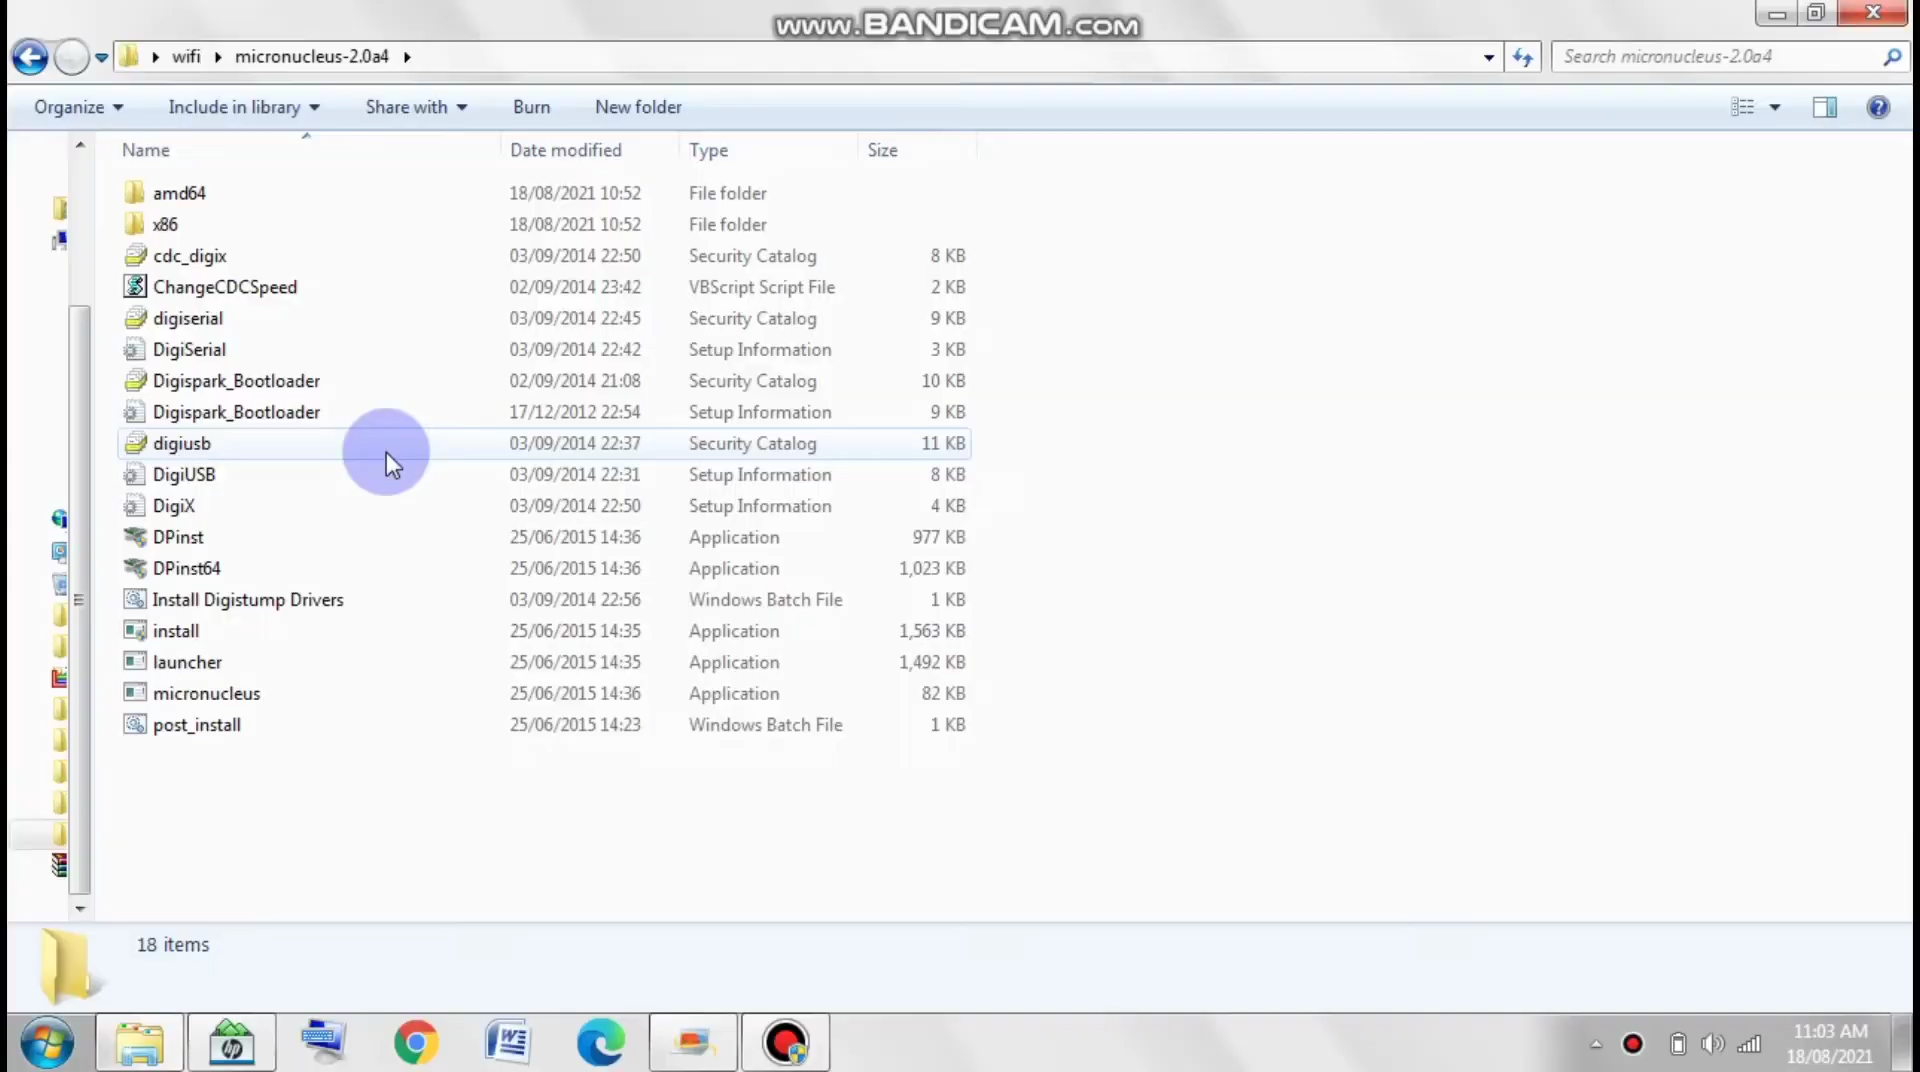 www.BANDICAM.com
wifi micronucleus-2.0a4
Search micronucleus-2.0a4
Organize Include in library Share with Burn New folder
Name Date modified Type Size
amd64 18/08/2021 10:52 File folder
x86 18/08/2021 10:52 File folder
cdc_digix 03/09/2014 22:50 Security Catalog 8 KB
ChangeCDCSpeed 02/09/2014 23:42 VBScript Script File 2 KB
digiserial 03/09/2014 22:45 Security Catalog 9 KB
DigiSerial 03/09/2014 22:42 Setup Information 3 KB
Digispark_Bootloader 02/09/2014 21:08 Security Catalog 10 KB
Digispark_Bootloader 17/12/2012 22:54 Setup Information 9 KB
digiusb 03/09/2014 22:37 Security Catalog 11 KB
DigiUSB 03/09/2014 22:31 Setup Information 8 KB
DigiX 03/09/2014 22:50 Setup Information 4 KB
DPinst 25/06/2015 14:36 Application 977 KB
DPinst64 25/06/2015 14:36 Application 1,023 KB
Install Digistump Drivers 03/09/2014 22:56 Windows Batch File 1 KB
install 25/06/2015 14:35 Application 1,563 KB
launcher 25/06/2015 14:35 Application 1,492 KB
micronucleus 25/06/2015 14:36 Application 82 KB
post_install 25/06/2015 14:23 Windows Batch File 1 KB
18 items
hp
W
11:03 AM
18/08/2021